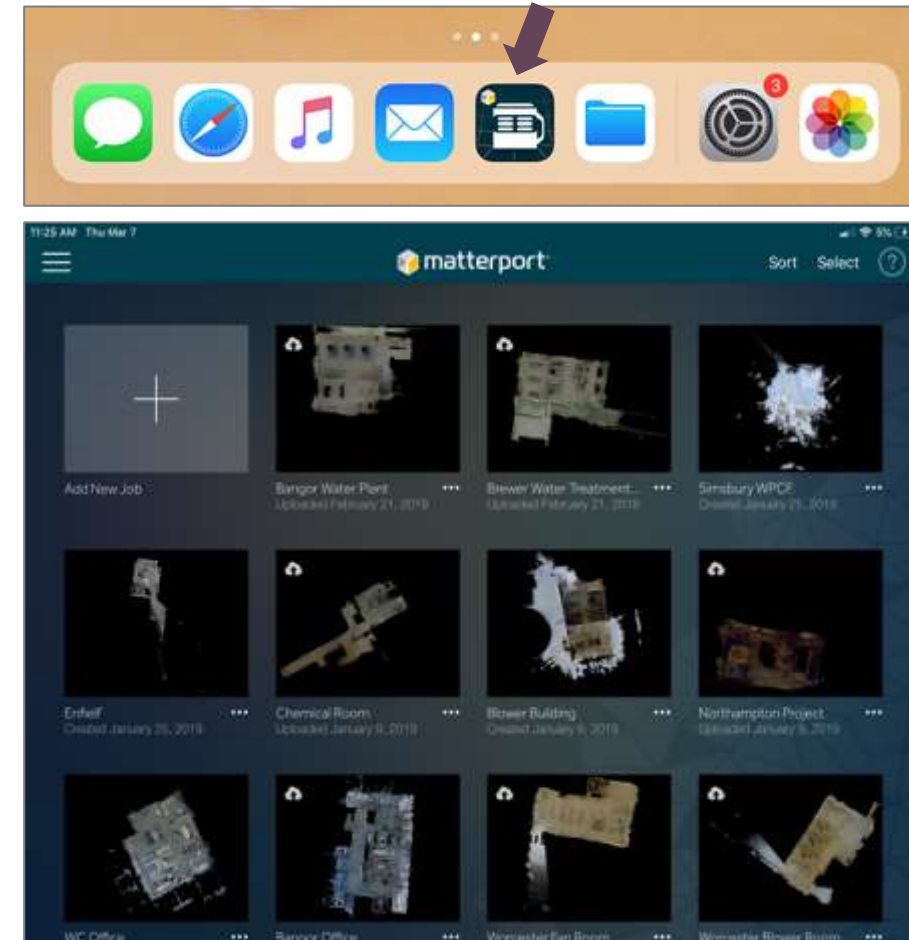 3
11:25 AM Thu Mar 7
5%
matterport
Sort Select ?
Add New Job
Bangor Water Plant
Uploaded February 21, 2019
Brewer Water Treatment...
Uploaded February 21, 2019
Simsbury WPCF
Created January 25, 2019
Enfielf
Created January 25, 2019
Chemical Room
Uploaded January 9, 2019
Blower Building
Created January 9, 2019
Northampton Project
Uploaded January 9, 2019
WC Office
Bangor Office
Worcester Fan Room
Worcester Blower Room